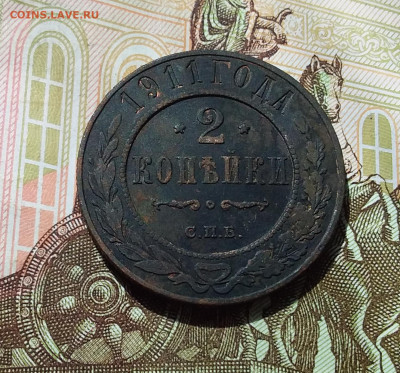 COINS.LAVE.RU
1911 ГОДА
2
КОПѢЙКИ
С.П.Б.